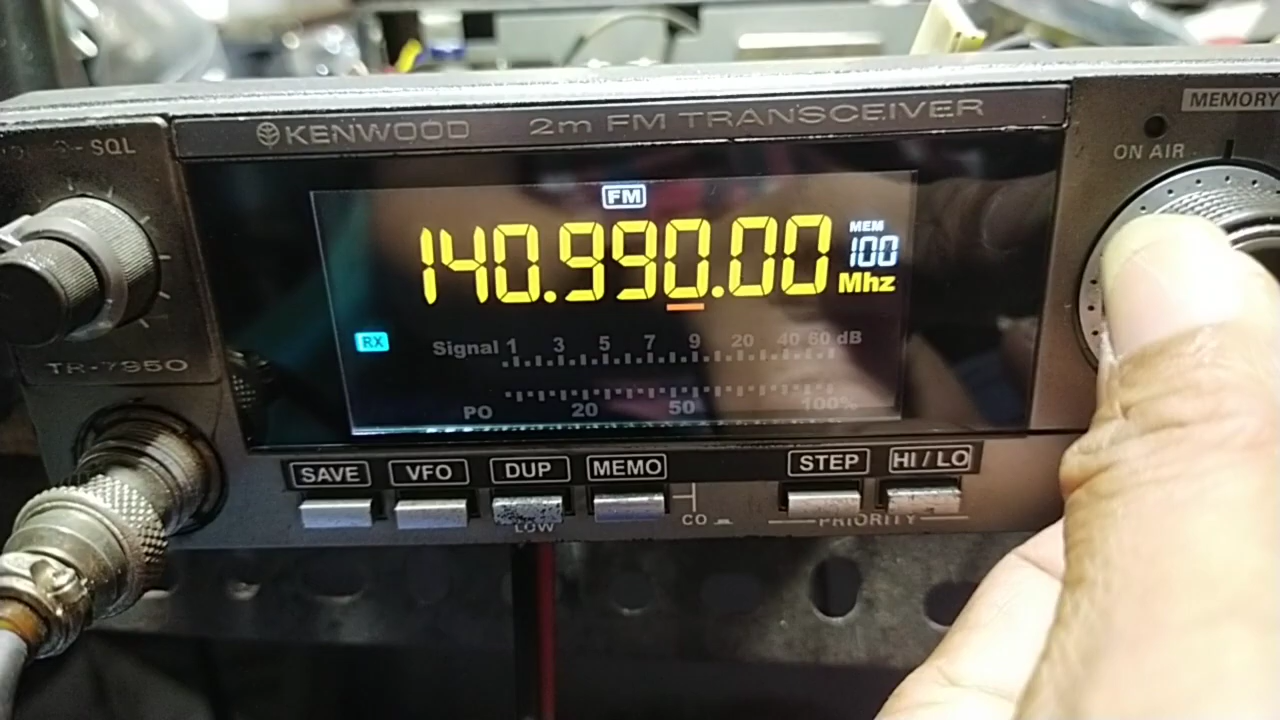 KENWOOD 2m FM TRANSCEIVER
MEMORY
ON AIR
SQL
FM
140.990.00
MEM
100
Mhz
RX
Signal 1 3 5 7 9 20 40 60 dB
PO 20 50 100%
TR-7950
SAVE VFO DUP MEMO STEP HI / LO
LOW
CO
PRIORITY